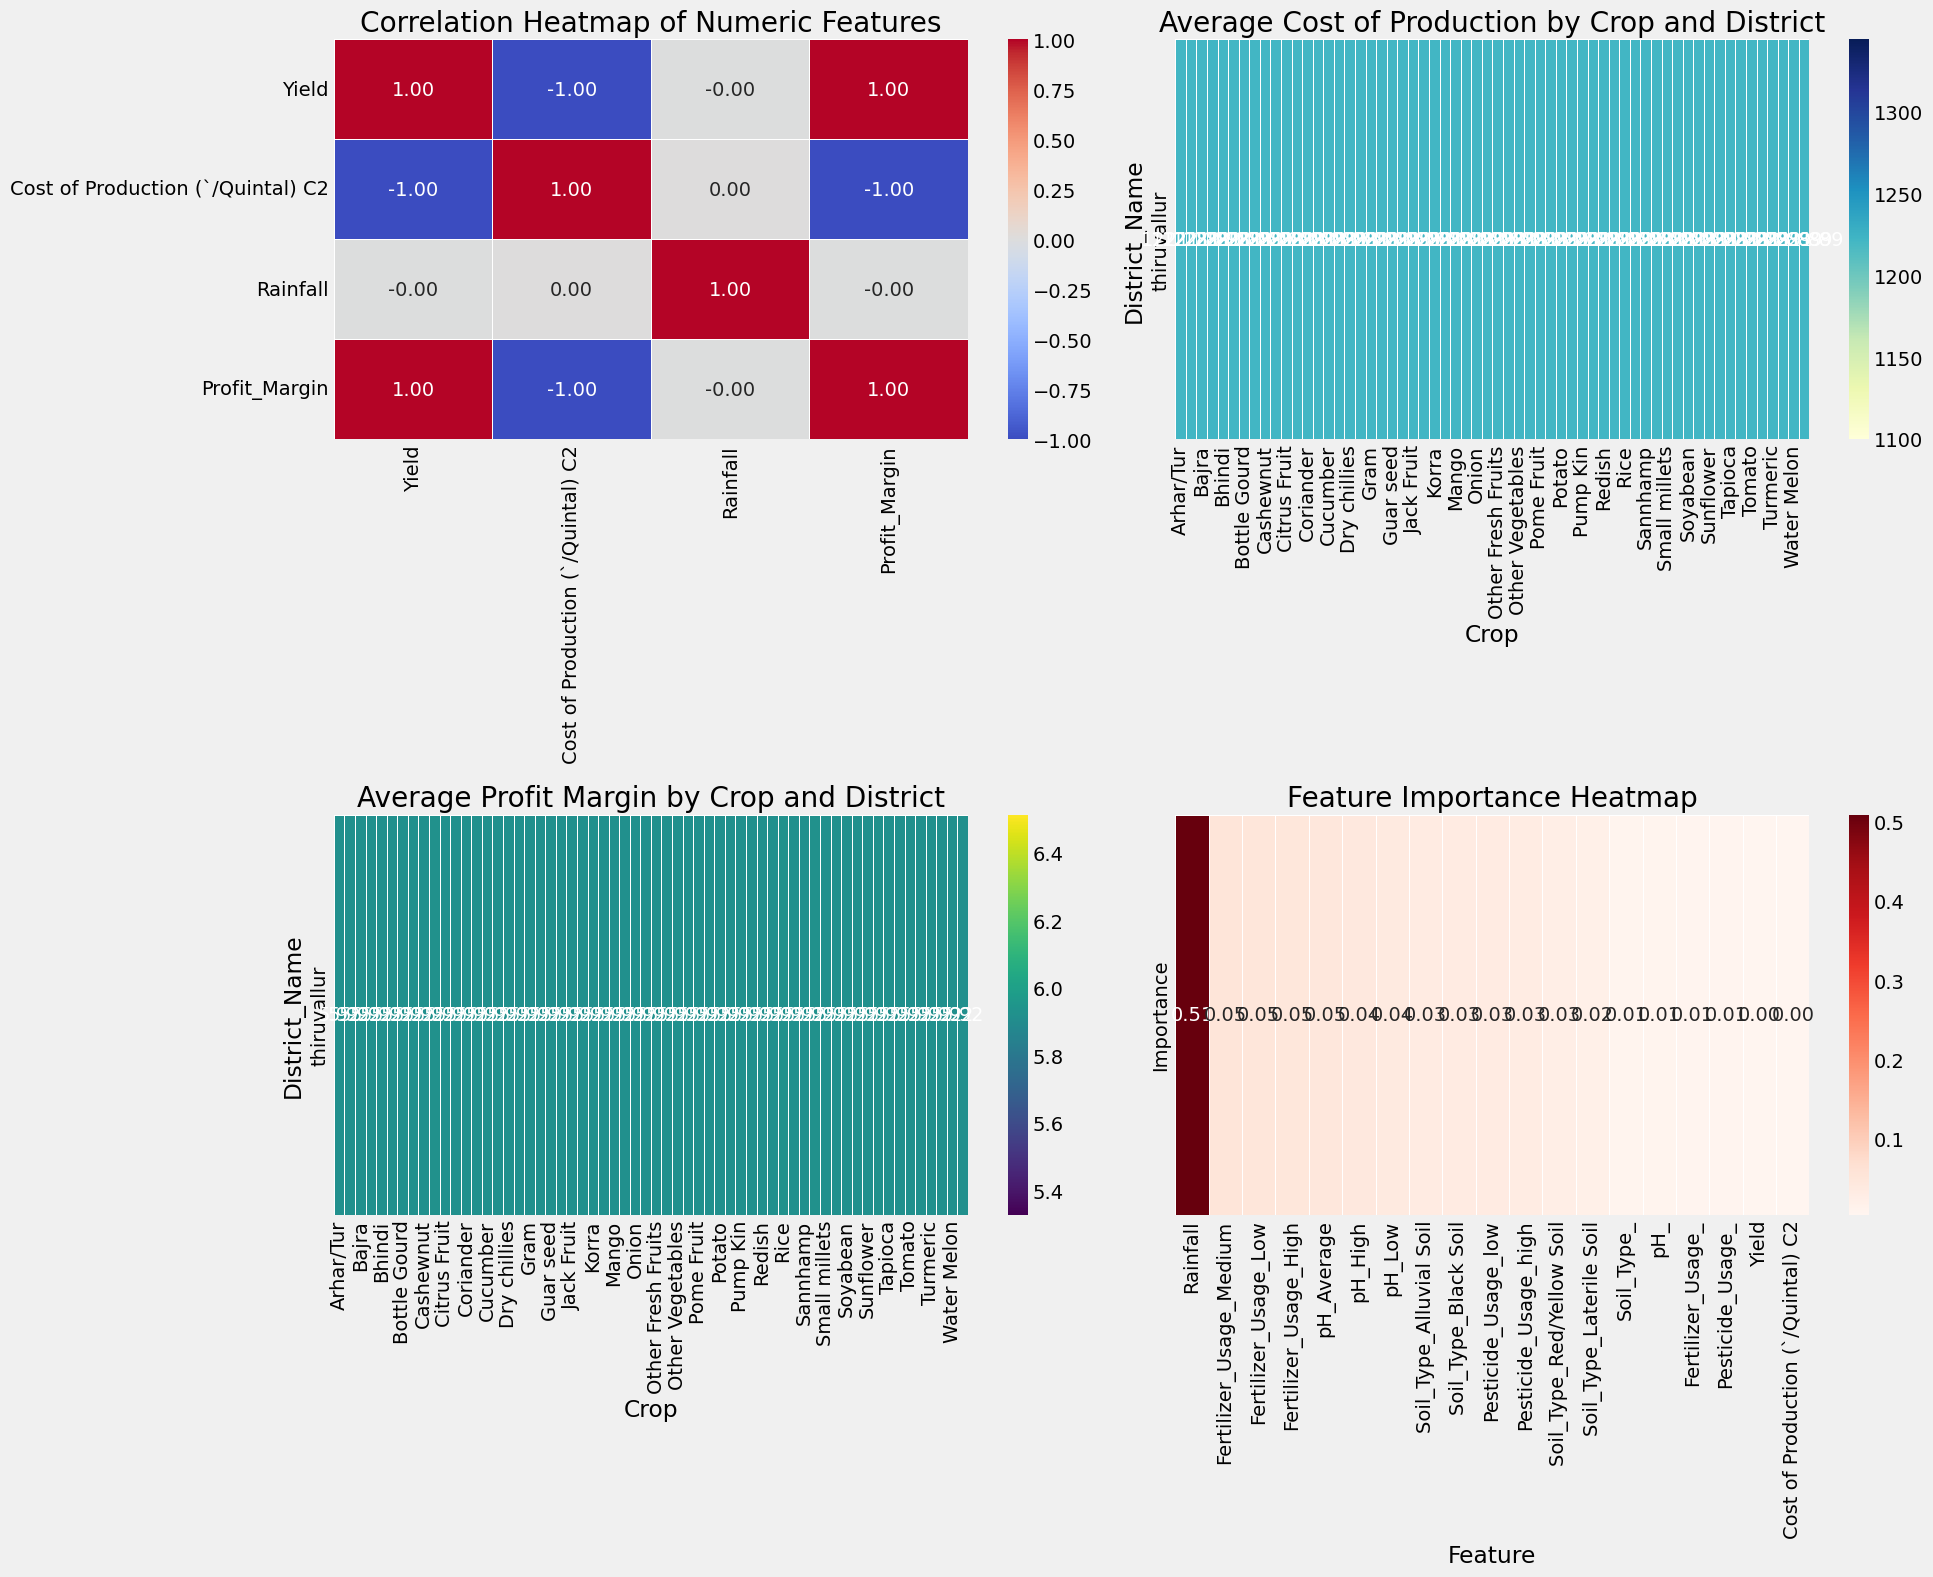 Correlation Heatmap of Numeric Features
Yield
Cost of Production (`/Quintal) C2
Rainfall
Profit_Margin
1.00 -1.00 -0.00 1.00
-1.00 1.00 0.00 -1.00
-0.00 0.00 1.00 -0.00
1.00 -1.00 -0.00 1.00
Yield
Cost of Production (`/Quintal) C2
Rainfall
Profit_Margin
1.00
0.75
0.50
0.25
0.00
−0.25
−0.50
−0.75
−1.00
Average Cost of Production by Crop and District
District_Name
thiruvallur
Arhar/Tur
Bajra
Bhindi
Bottle Gourd
Cashewnut
Citrus Fruit
Coriander
Cucumber
Dry chillies
Gram
Guar seed
Jack Fruit
Korra
Mango
Onion
Other Fresh Fruits
Other Vegetables
Pome Fruit
Potato
Pump Kin
Redish
Rice
Sannhamp
Small millets
Soyabean
Sunflower
Tapioca
Tomato
Turmeric
Water Melon
Crop
1300
1250
1200
1150
1100
Average Profit Margin by Crop and District
District_Name
thiruvallur
Arhar/Tur
Bajra
Bhindi
Bottle Gourd
Cashewnut
Citrus Fruit
Coriander
Cucumber
Dry chillies
Gram
Guar seed
Jack Fruit
Korra
Mango
Onion
Other Fresh Fruits
Other Vegetables
Pome Fruit
Potato
Pump Kin
Redish
Rice
Sannhamp
Small millets
Soyabean
Sunflower
Tapioca
Tomato
Turmeric
Water Melon
Crop
6.4
6.2
6.0
5.8
5.6
5.4
Feature Importance Heatmap
Importance
0.51 0.05 0.05 0.05 0.05 0.04 0.04 0.03 0.03 0.03 0.03 0.03 0.02 0.01 0.01 0.01 0.01 0.00 0.00
Rainfall
Fertilizer_Usage_Medium
Fertilizer_Usage_Low
Fertilizer_Usage_High
pH_Average
pH_High
pH_Low
Soil_Type_Alluvial Soil
Soil_Type_Black Soil
Pesticide_Usage_low
Pesticide_Usage_high
Soil_Type_Red/Yellow Soil
Soil_Type_Laterile Soil
Soil_Type_
pH_
Fertilizer_Usage_
Pesticide_Usage_
Yield
Cost of Production (`/Quintal) C2
Feature
0.5
0.4
0.3
0.2
0.1